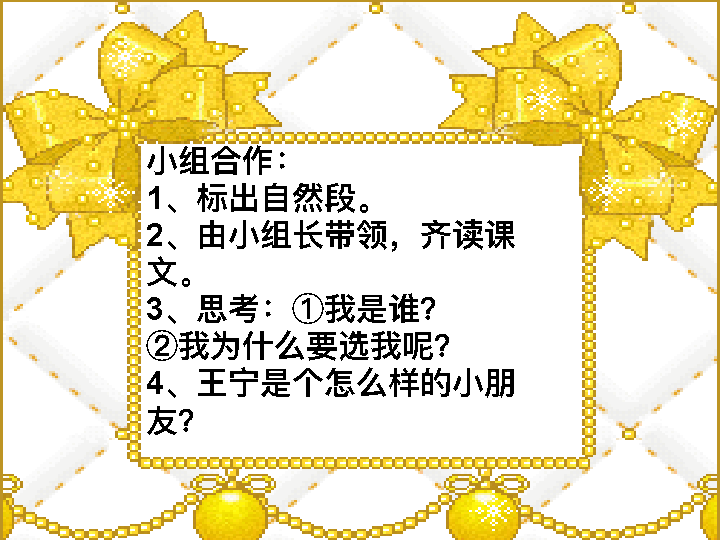 小组合作：
1、标出自然段。
2、由小组长带领，齐读课
文。
3、思考：①我是谁？
②我为什么要选我呢？
4、王宁是个怎么样的小朋
友？